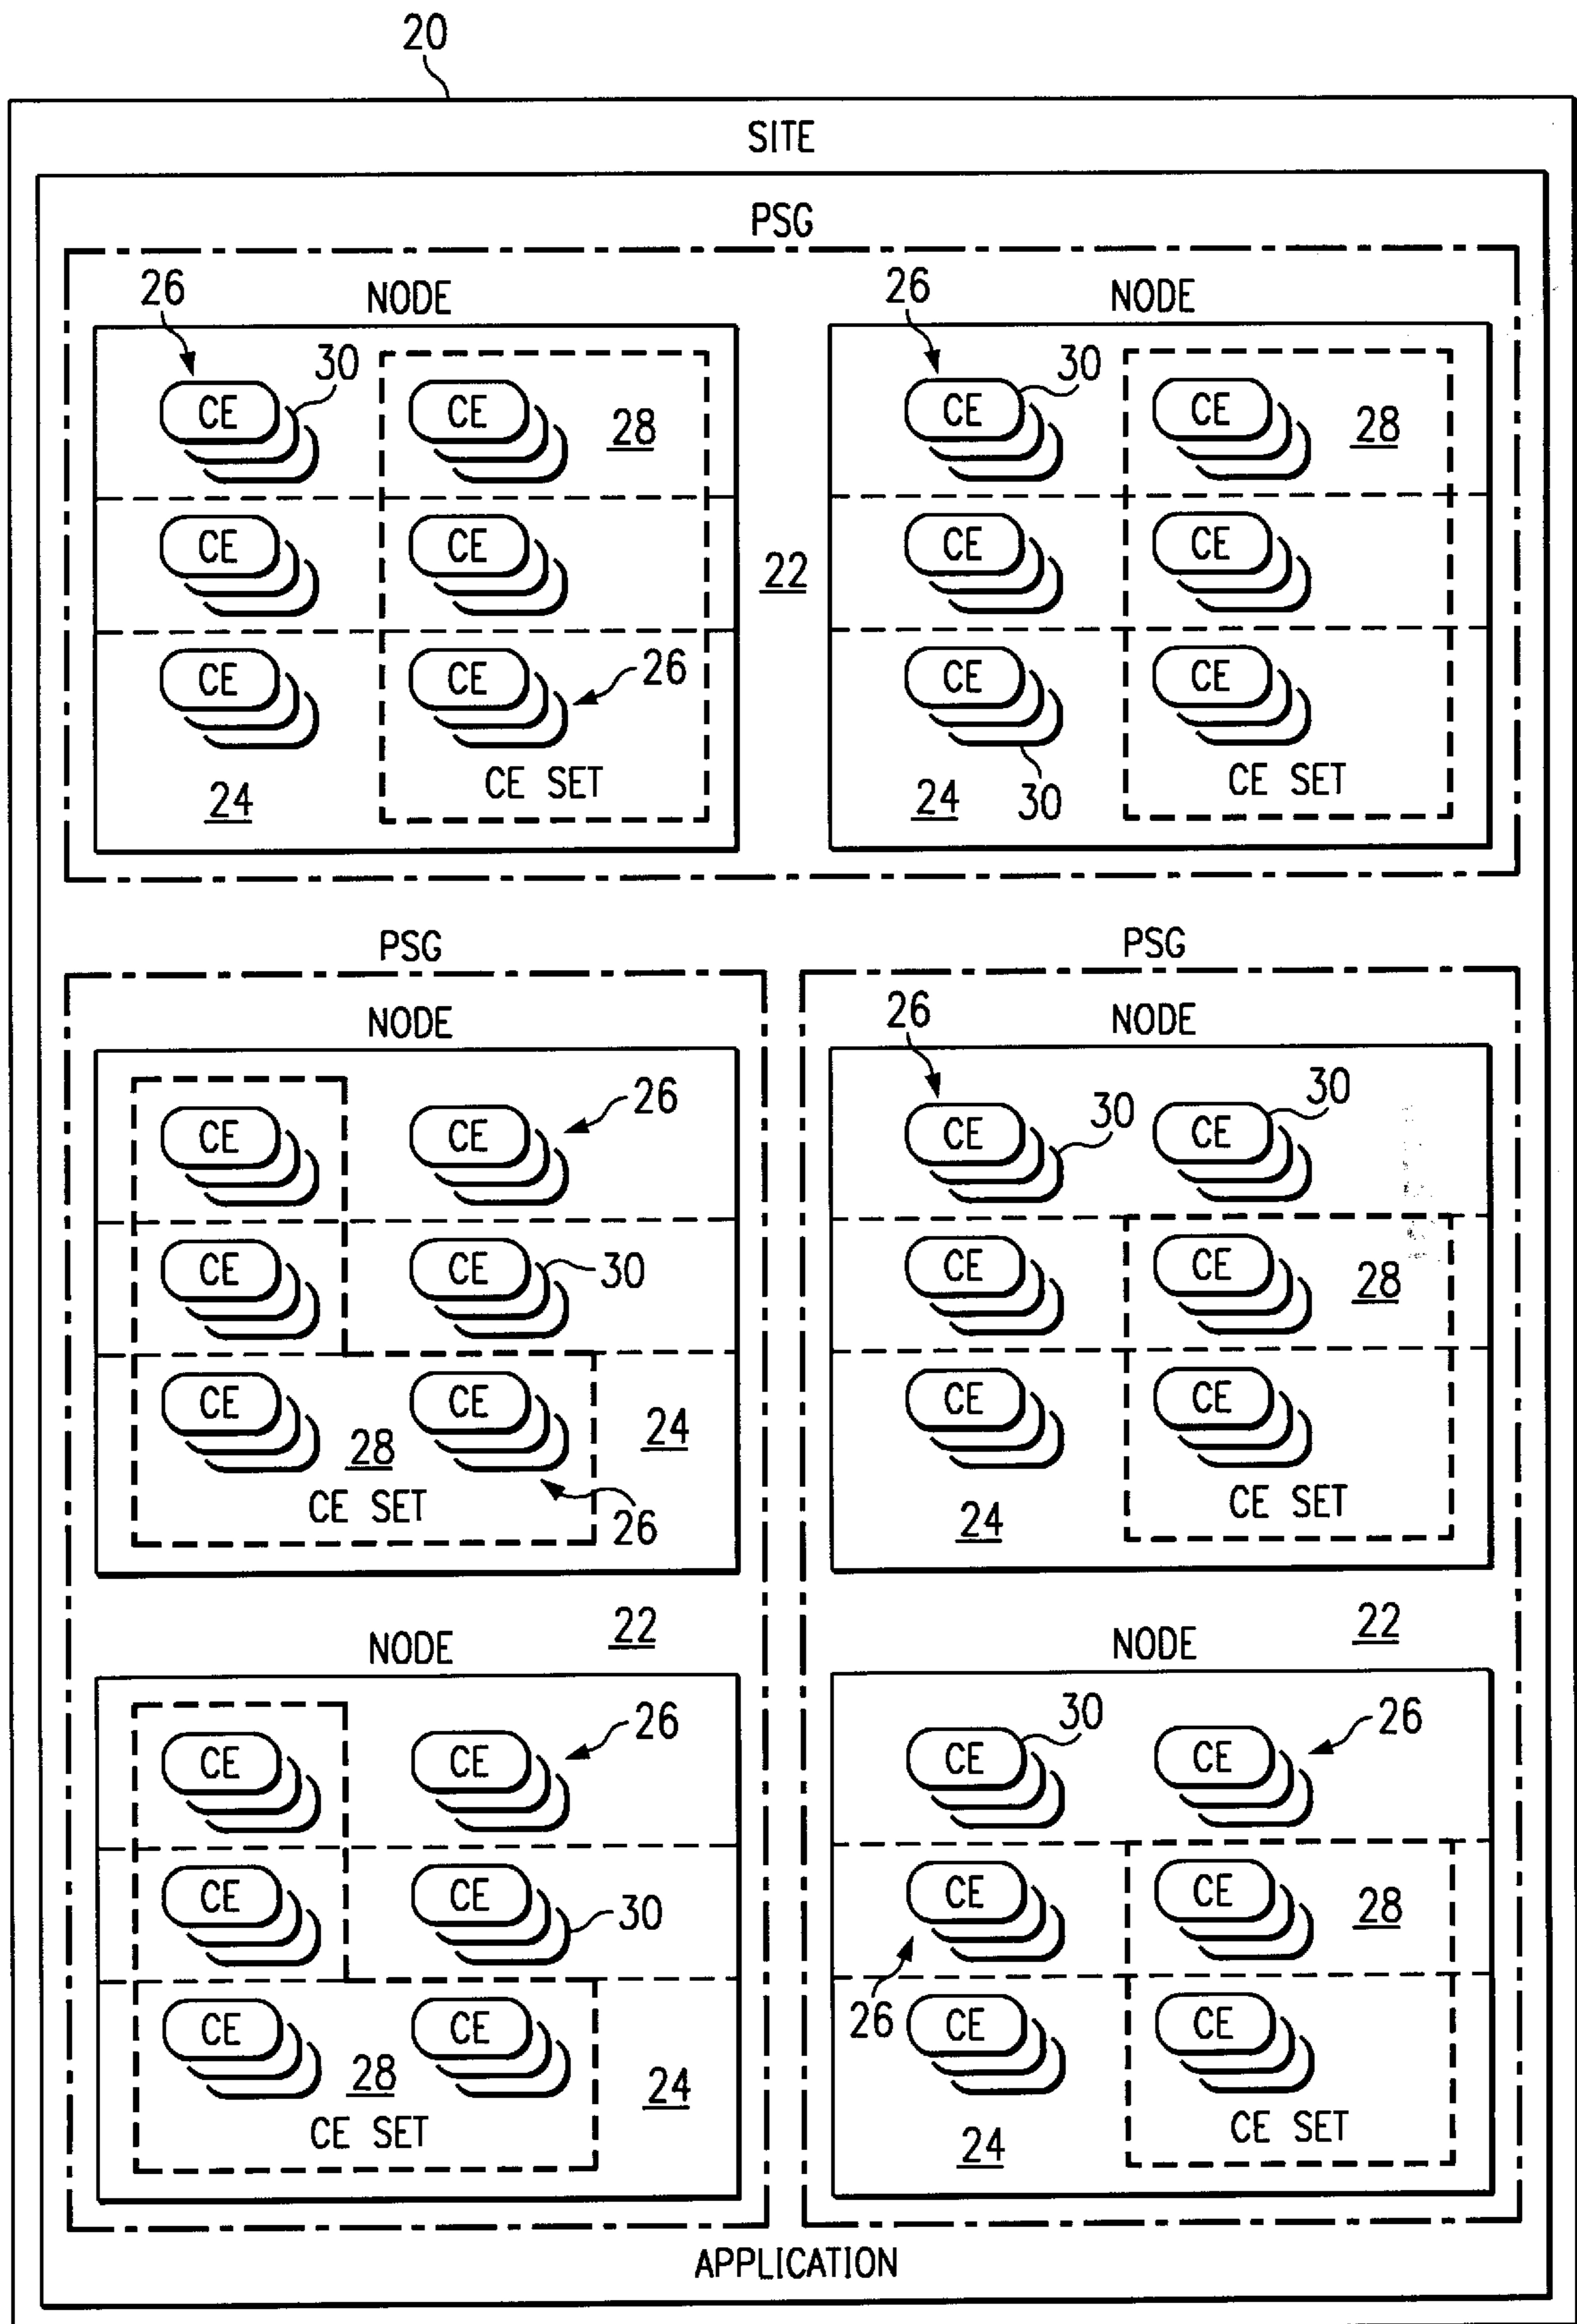 20
SITE
PSG
NODE NODE
26 26
30 30
CE CE 28 CE CE 28
CE CE CE CE
22
CE CE 26 CE CE
24 CE SET 24 30 CE SET
PSG PSG
NODE NODE
26
26 30 30
CE CE CE CE
CE CE 30 CE CE 28
CE CE CE CE
28 24
CE SET 26 24 CE SET
22 22
NODE NODE
26 30 26
CE CE CE CE
CE CE 30 CE CE 28
26
CE CE CE CE
28 24
CE SET 24 CE SET
APPLICATION